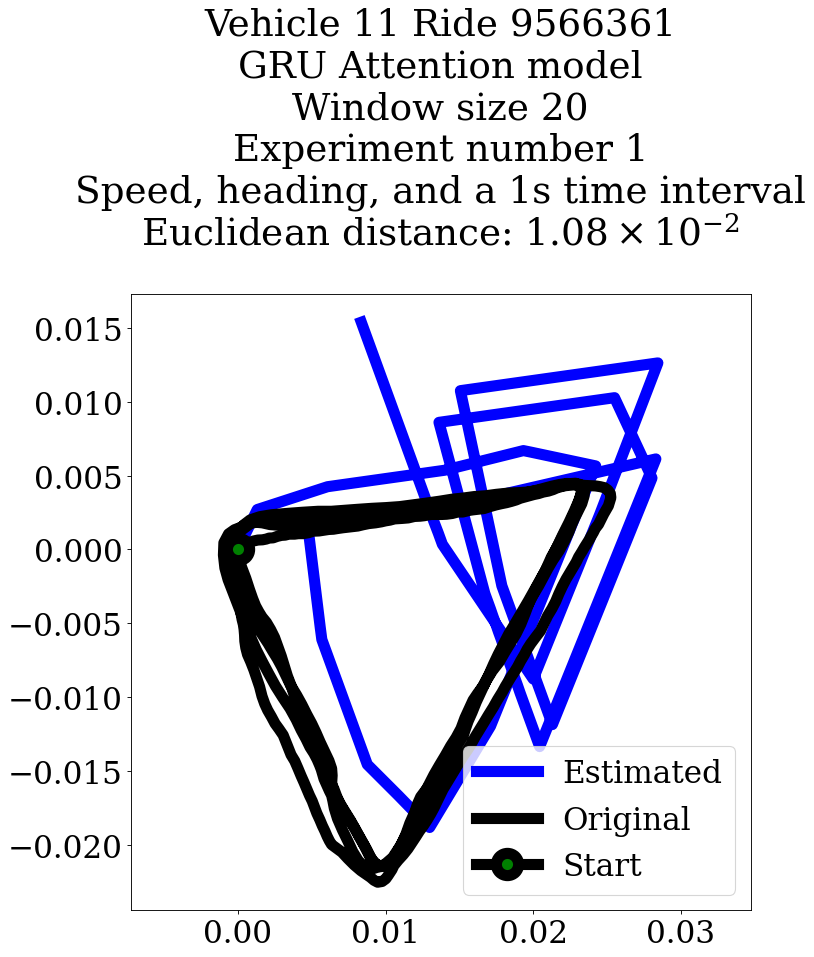 Vehicle 11 Ride 9566361
GRU Attention model
Window size 20
Experiment number 1
Speed, heading, and a 1s time interval
Euclidean distance: 1.08 × 10⁻²
0.015
0.010
0.005
0.000
−0.005
−0.010
−0.015
−0.020
Estimated
Original
Start
0.00 0.01 0.02 0.03